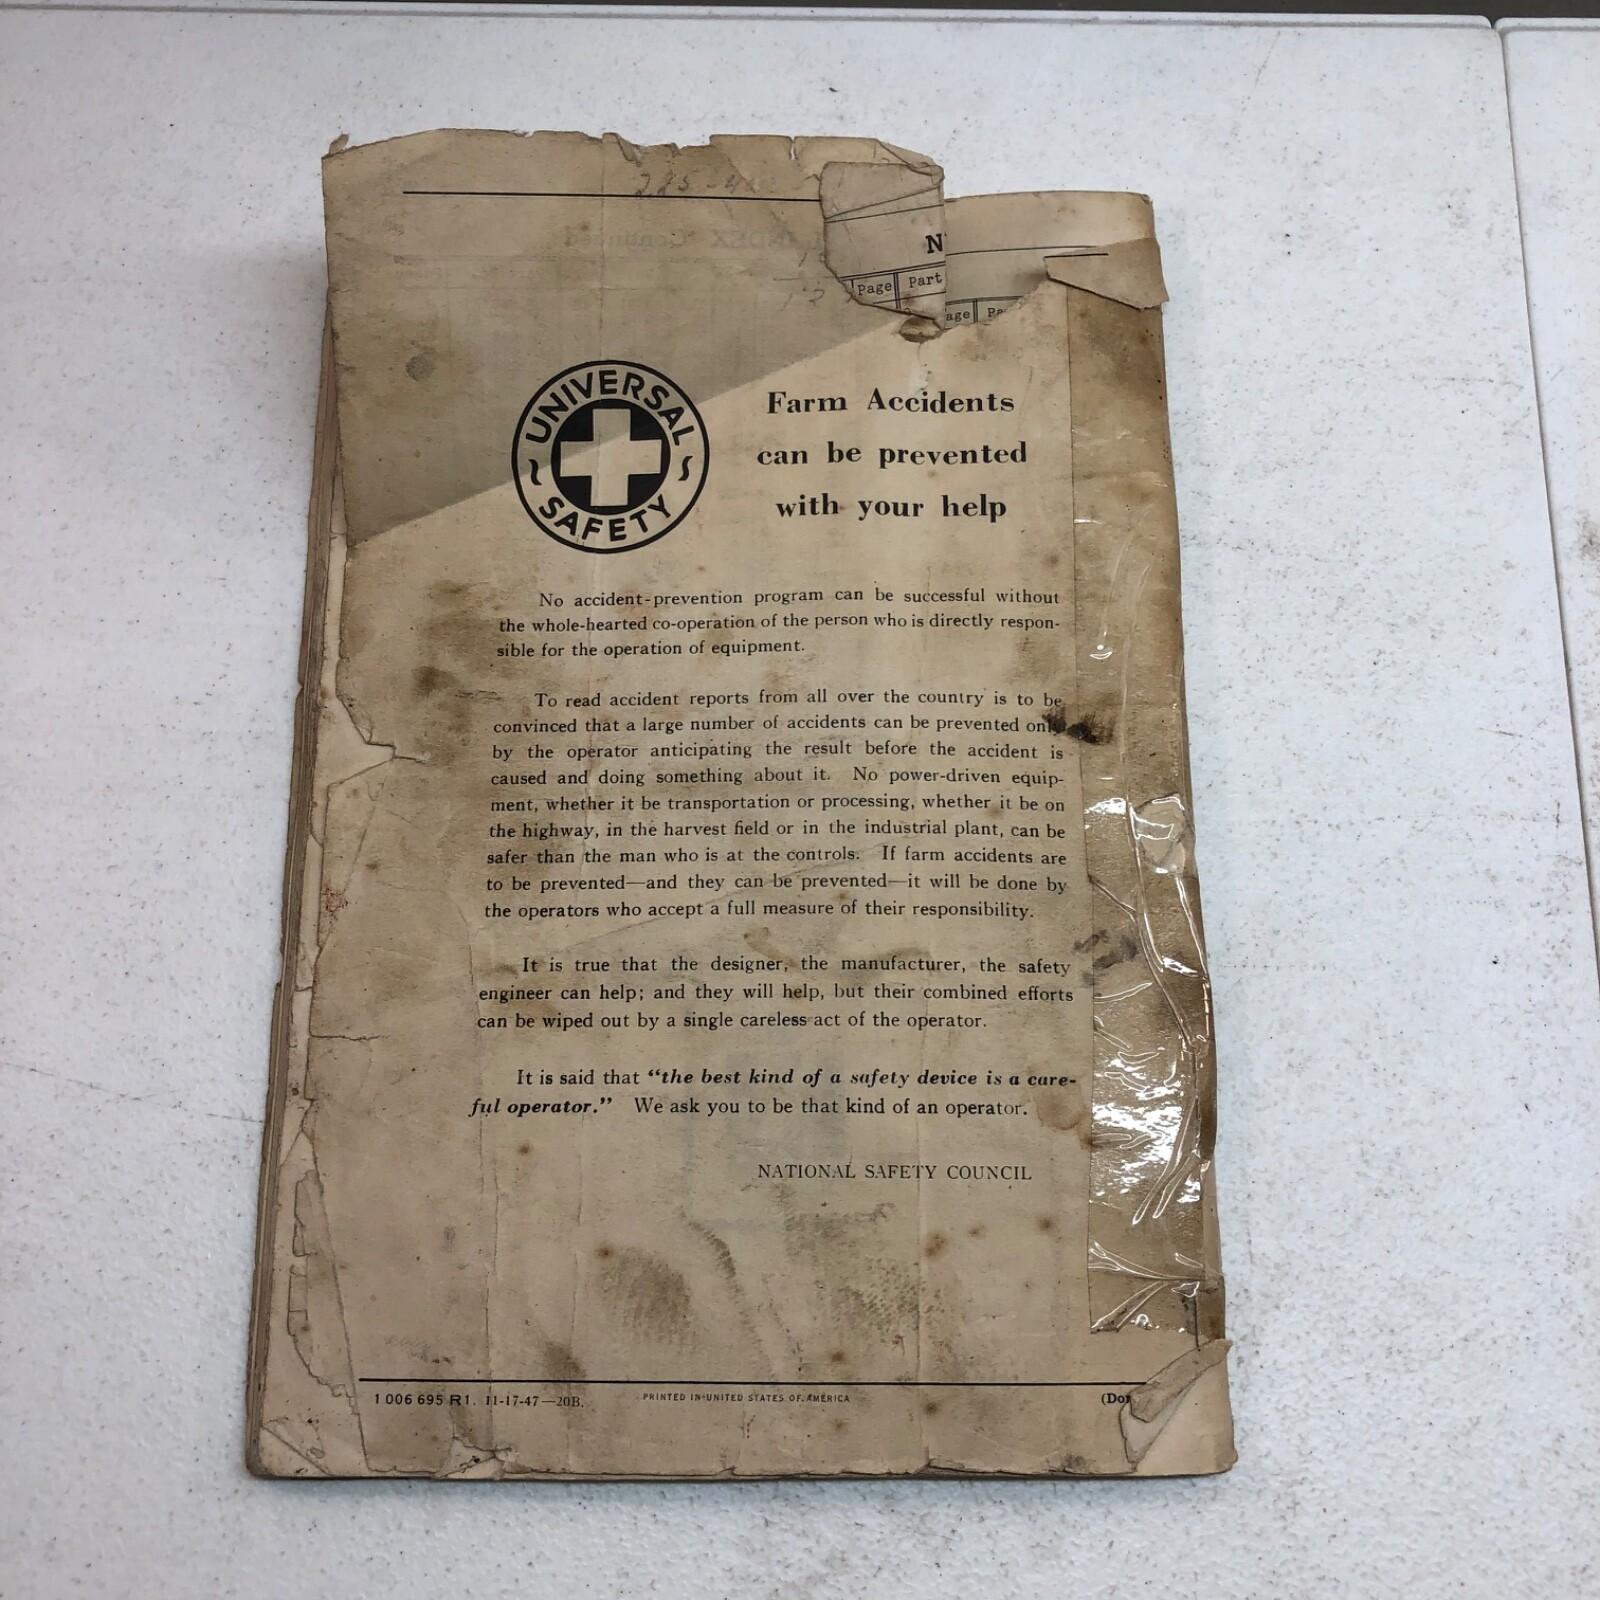 INDEX Continued
N
Page Part
age
UNIVERSAL
SAFETY
Farm Accidents
can be prevented
with your help
No accident-prevention program can be successful without
the whole-hearted co-operation of the person who is directly respon-
sible for the operation of equipment.
To read accident reports from all over the country is to be
convinced that a large number of accidents can be prevented only
by the operator anticipating the result before the accident is
caused and doing something about it. No power-driven equip-
ment, whether it be transportation or processing, whether it be on
the highway, in the harvest field or in the industrial plant, can be
safer than the man who is at the controls. If farm accidents are
to be prevented—and they can be prevented—it will be done by
the operators who accept a full measure of their responsibility.
It is true that the designer, the manufacturer, the safety
engineer can help; and they will help, but their combined efforts
can be wiped out by a single careless act of the operator.
It is said that “the best kind of a safety device is a care-
ful operator.” We ask you to be that kind of an operator.
NATIONAL SAFETY COUNCIL
1 006 695 R1. 11-17-47—20B. PRINTED IN UNITED STATES OF AMERICA (Don